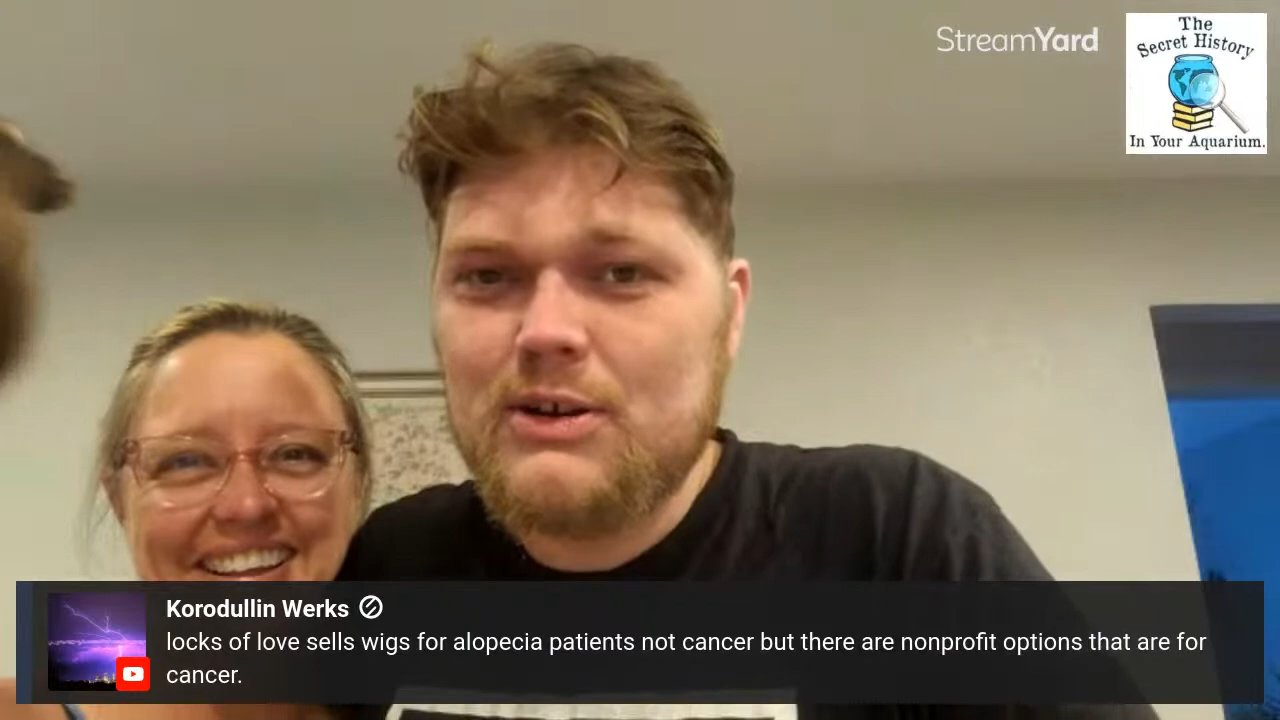 StreamYard
The
Secret History
In Your Aquarium.
Korodullin Werks
locks of love sells wigs for alopecia patients not cancer but there are nonprofit options that are for
cancer.